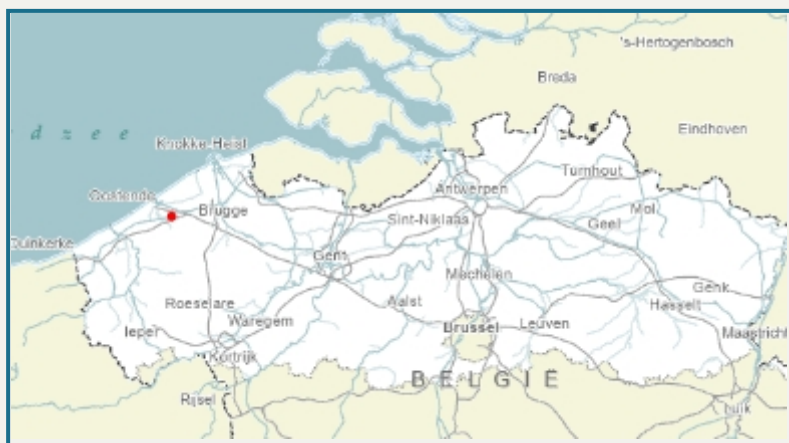 's-Hertogenbosch
Breda
d z e e
Eindhoven
Knokke-Heist
Turnhout
Oostende
Antwerpen
Brugge
Mol
Sint-Niklaas
Geel
Duinkerke
Gent
Mechelen
Genk
Roeselare
Aalst
Hasselt
Waregem
Brussel
Leuven
Ieper
Maastricht
Kortrijk
BELGIË
Rijsel
Luik